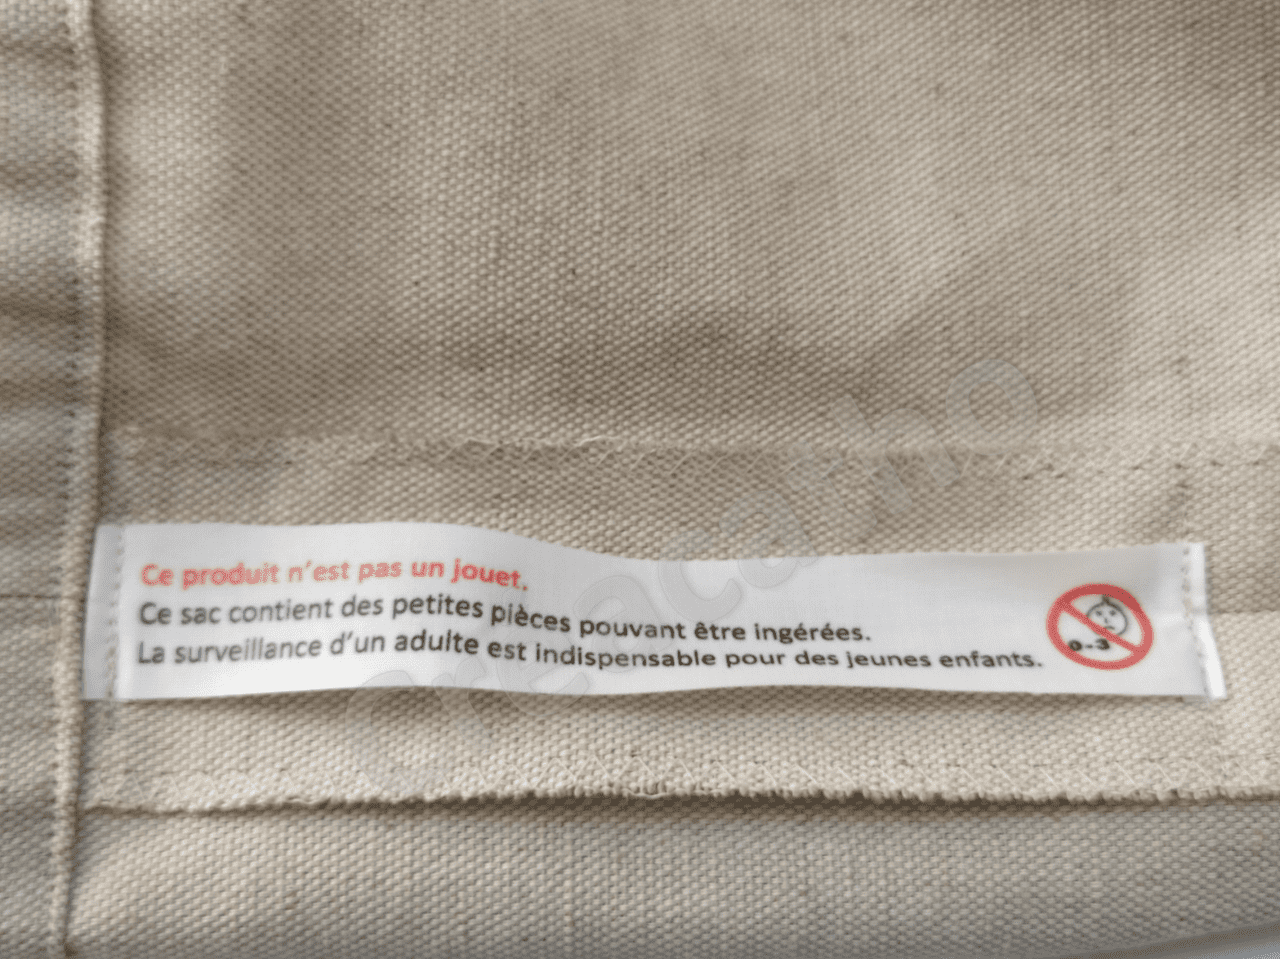 Ce produit n'est pas un jouet.
Ce sac contient des petites pièces pouvant être ingérées.
La surveillance d'un adulte est indispensable pour des jeunes enfants.
0-3
Creacatho